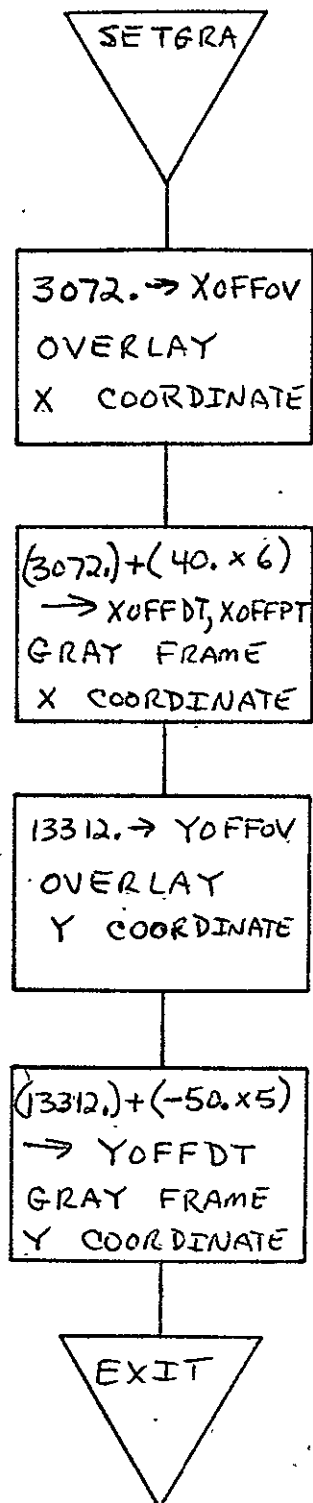 SETGRA
3072. → XOFFOV
OVERLAY
X COORDINATE
(3072.)+(40. × 6)
→ XOFFDT, XOFFPT
GRAY FRAME
X COORDINATE
13312. → YOFFOV
OVERLAY
Y COORDINATE
(13312.)+(-50. × 5)
→ YOFFDT
GRAY FRAME
Y COORDINATE
EXIT